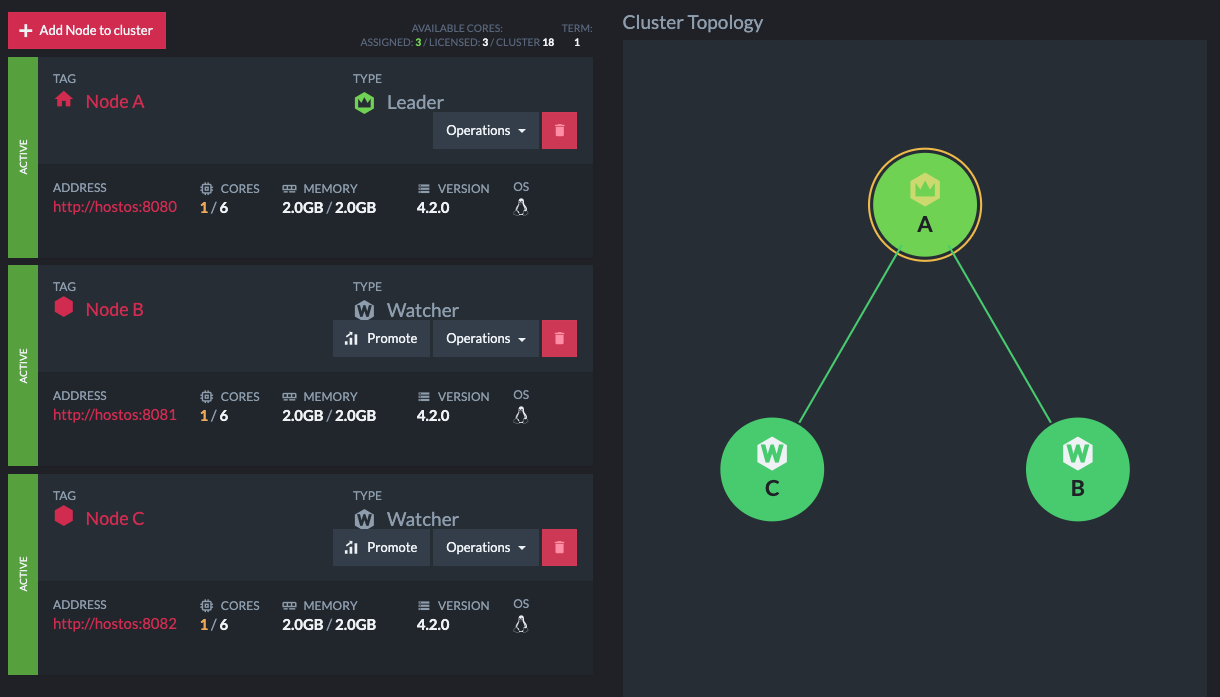 Add Node to cluster
AVAILABLE CORES:
ASSIGNED: 3 / LICENSED: 3 / CLUSTER 18
TERM:
1
ACTIVE
TAG
Node A
TYPE
Leader
Operations
ADDRESS
http://hostos:8080
CORES
1 / 6
MEMORY
2.0GB / 2.0GB
VERSION
4.2.0
OS
ACTIVE
TAG
Node B
TYPE
W Watcher
Promote
Operations
ADDRESS
http://hostos:8081
CORES
1 / 6
MEMORY
2.0GB / 2.0GB
VERSION
4.2.0
OS
ACTIVE
TAG
Node C
TYPE
W Watcher
Promote
Operations
ADDRESS
http://hostos:8082
CORES
1 / 6
MEMORY
2.0GB / 2.0GB
VERSION
4.2.0
OS
Cluster Topology
A
W
C
W
B